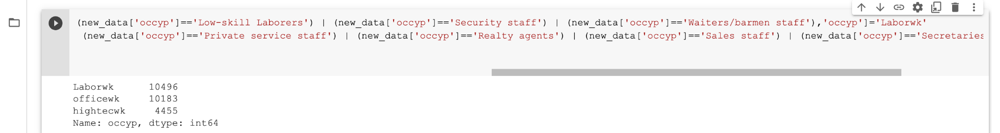 (new_data['occyp']=='Low-skill Laborers') | (new_data['occyp']=='Security staff') | (new_data['occyp']=='Waiters/barmen staff'),'occyp']='Laborwk'
(new_data['occyp']=='Private service staff') | (new_data['occyp']=='Realty agents') | (new_data['occyp']=='Sales staff') | (new_data['occyp']=='Secretaries
Laborwk 10496
officewk 10183
hightecwk 4455
Name: occyp, dtype: int64